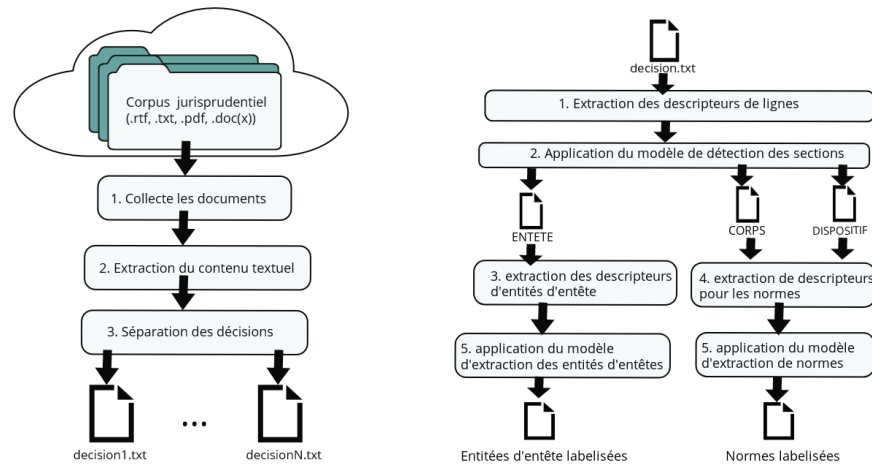 Corpus jurisprudentiel
(.rtf, .txt, .pdf, .doc(x))
1. Collecte les documents
2. Extraction du contenu textuel
3. Séparation des décisions
...
decision1.txt
decisionN.txt
decision.txt
1. Extraction des descripteurs de lignes
2. Application du modèle de détection des sections
ENTETE
CORPS
DISPOSITIF
3. extraction des descripteurs
d'entités d'entête
4. extraction de descripteurs
pour les normes
5. application du modèle
d'extraction des entités d'entêtes
5. application du modèle
d'extraction de normes
Entitées d'entête labelisées
Normes labelisées